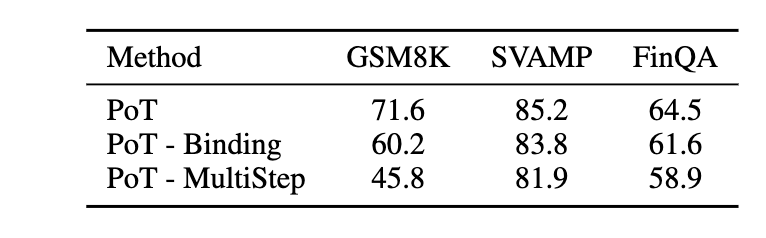 Method GSM8K SVAMP FinQA
PoT 71.6 85.2 64.5
PoT - Binding 60.2 83.8 61.6
PoT - MultiStep 45.8 81.9 58.9